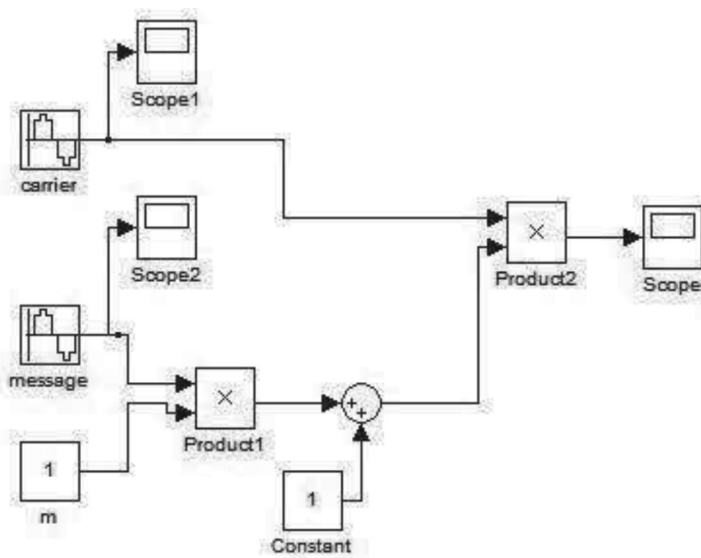 Scope1
carrier
Scope2
×
Product2
Scope
message
×
Product1
1
m
+
+
1
Constant